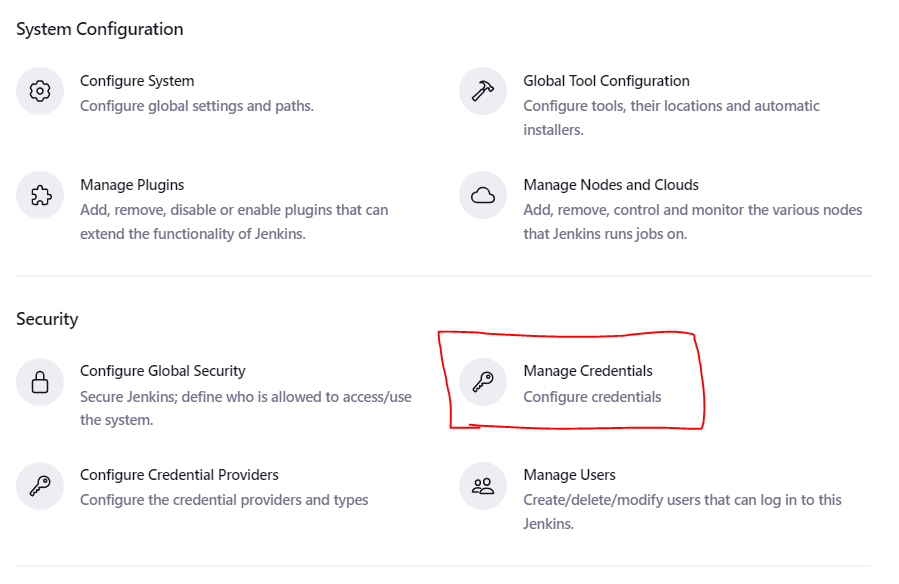 System Configuration
Configure System
Configure global settings and paths.
Global Tool Configuration
Configure tools, their locations and automatic
installers.
Manage Plugins
Add, remove, disable or enable plugins that can
extend the functionality of Jenkins.
Manage Nodes and Clouds
Add, remove, control and monitor the various nodes
that Jenkins runs jobs on.
Security
Configure Global Security
Secure Jenkins; define who is allowed to access/use
the system.
Manage Credentials
Configure credentials
Configure Credential Providers
Configure the credential providers and types
Manage Users
Create/delete/modify users that can log in to this
Jenkins.